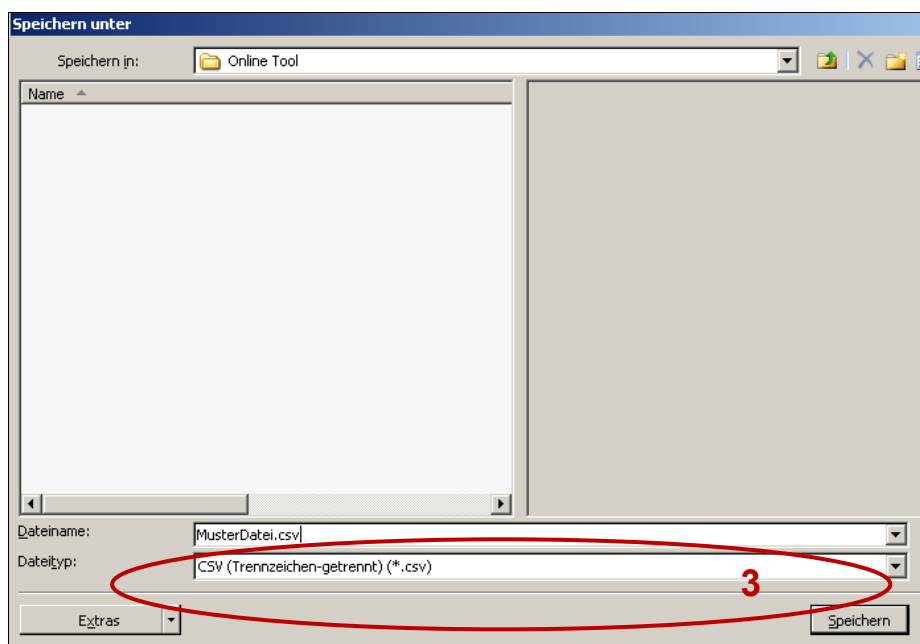 Speichern unter
Speichern in: Online Tool
Name
Dateiname: MusterDatei.csv
Dateityp: CSV (Trennzeichen-getrennt) (*.csv)
3
Extras Speichern